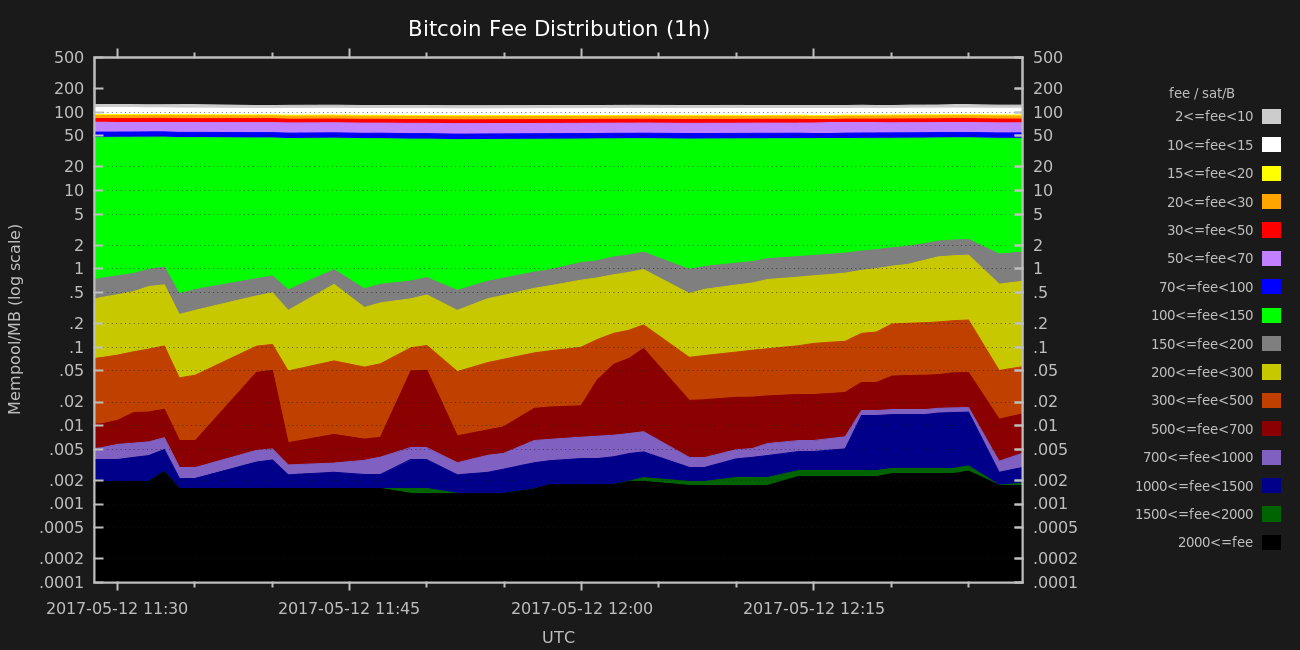 Bitcoin Fee Distribution (1h)
Mempool/MB (log scale)
500
200
100
50
20
10
5
2
1
.5
.2
.1
.05
.02
.01
.005
.002
.001
.0005
.0002
.0001
500
200
100
50
20
10
5
2
1
.5
.2
.1
.05
.02
.01
.005
.002
.001
.0005
.0002
.0001
2017-05-12 11:30
2017-05-12 11:45
2017-05-12 12:00
2017-05-12 12:15
UTC
fee / sat/B
2<=fee<10
10<=fee<15
15<=fee<20
20<=fee<30
30<=fee<50
50<=fee<70
70<=fee<100
100<=fee<150
150<=fee<200
200<=fee<300
300<=fee<500
500<=fee<700
700<=fee<1000
1000<=fee<1500
1500<=fee<2000
2000<=fee